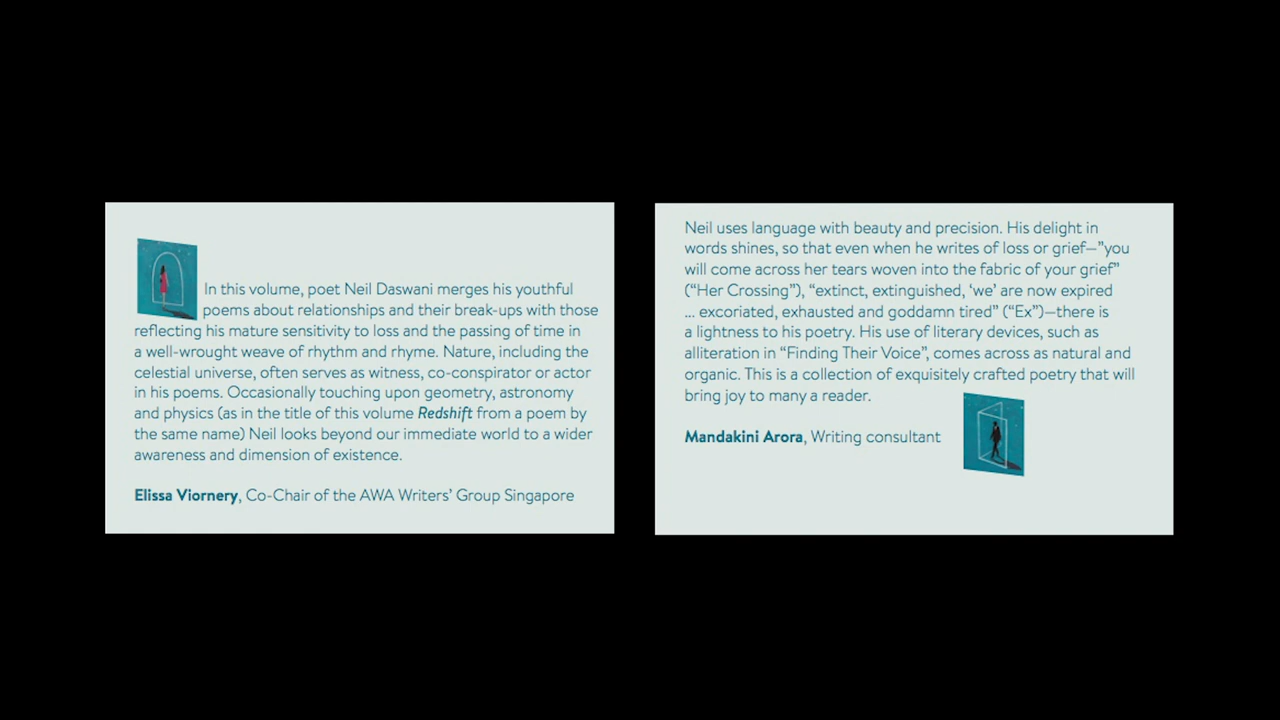 In this volume, poet Neil Daswani merges his youthful
poems about relationships and their break-ups with those
reflecting his mature sensitivity to loss and the passing of time in
a well-wrought weave of rhythm and rhyme. Nature, including the
celestial universe, often serves as witness, co-conspirator or actor
in his poems. Occasionally touching upon geometry, astronomy
and physics (as in the title of this volume Redshift from a poem by
the same name) Neil looks beyond our immediate world to a wider
awareness and dimension of existence.
Elissa Viornery, Co-Chair of the AWA Writers’ Group Singapore
Neil uses language with beauty and precision. His delight in
words shines, so that even when he writes of loss or grief—”you
will come across her tears woven into the fabric of your grief”
(“Her Crossing”), “extinct, extinguished, ‘we’ are now expired
... excoriated, exhausted and goddamn tired” (“Ex”)—there is
a lightness to his poetry. His use of literary devices, such as
alliteration in “Finding Their Voice”, comes across as natural and
organic. This is a collection of exquisitely crafted poetry that will
bring joy to many a reader.
Mandakini Arora, Writing consultant